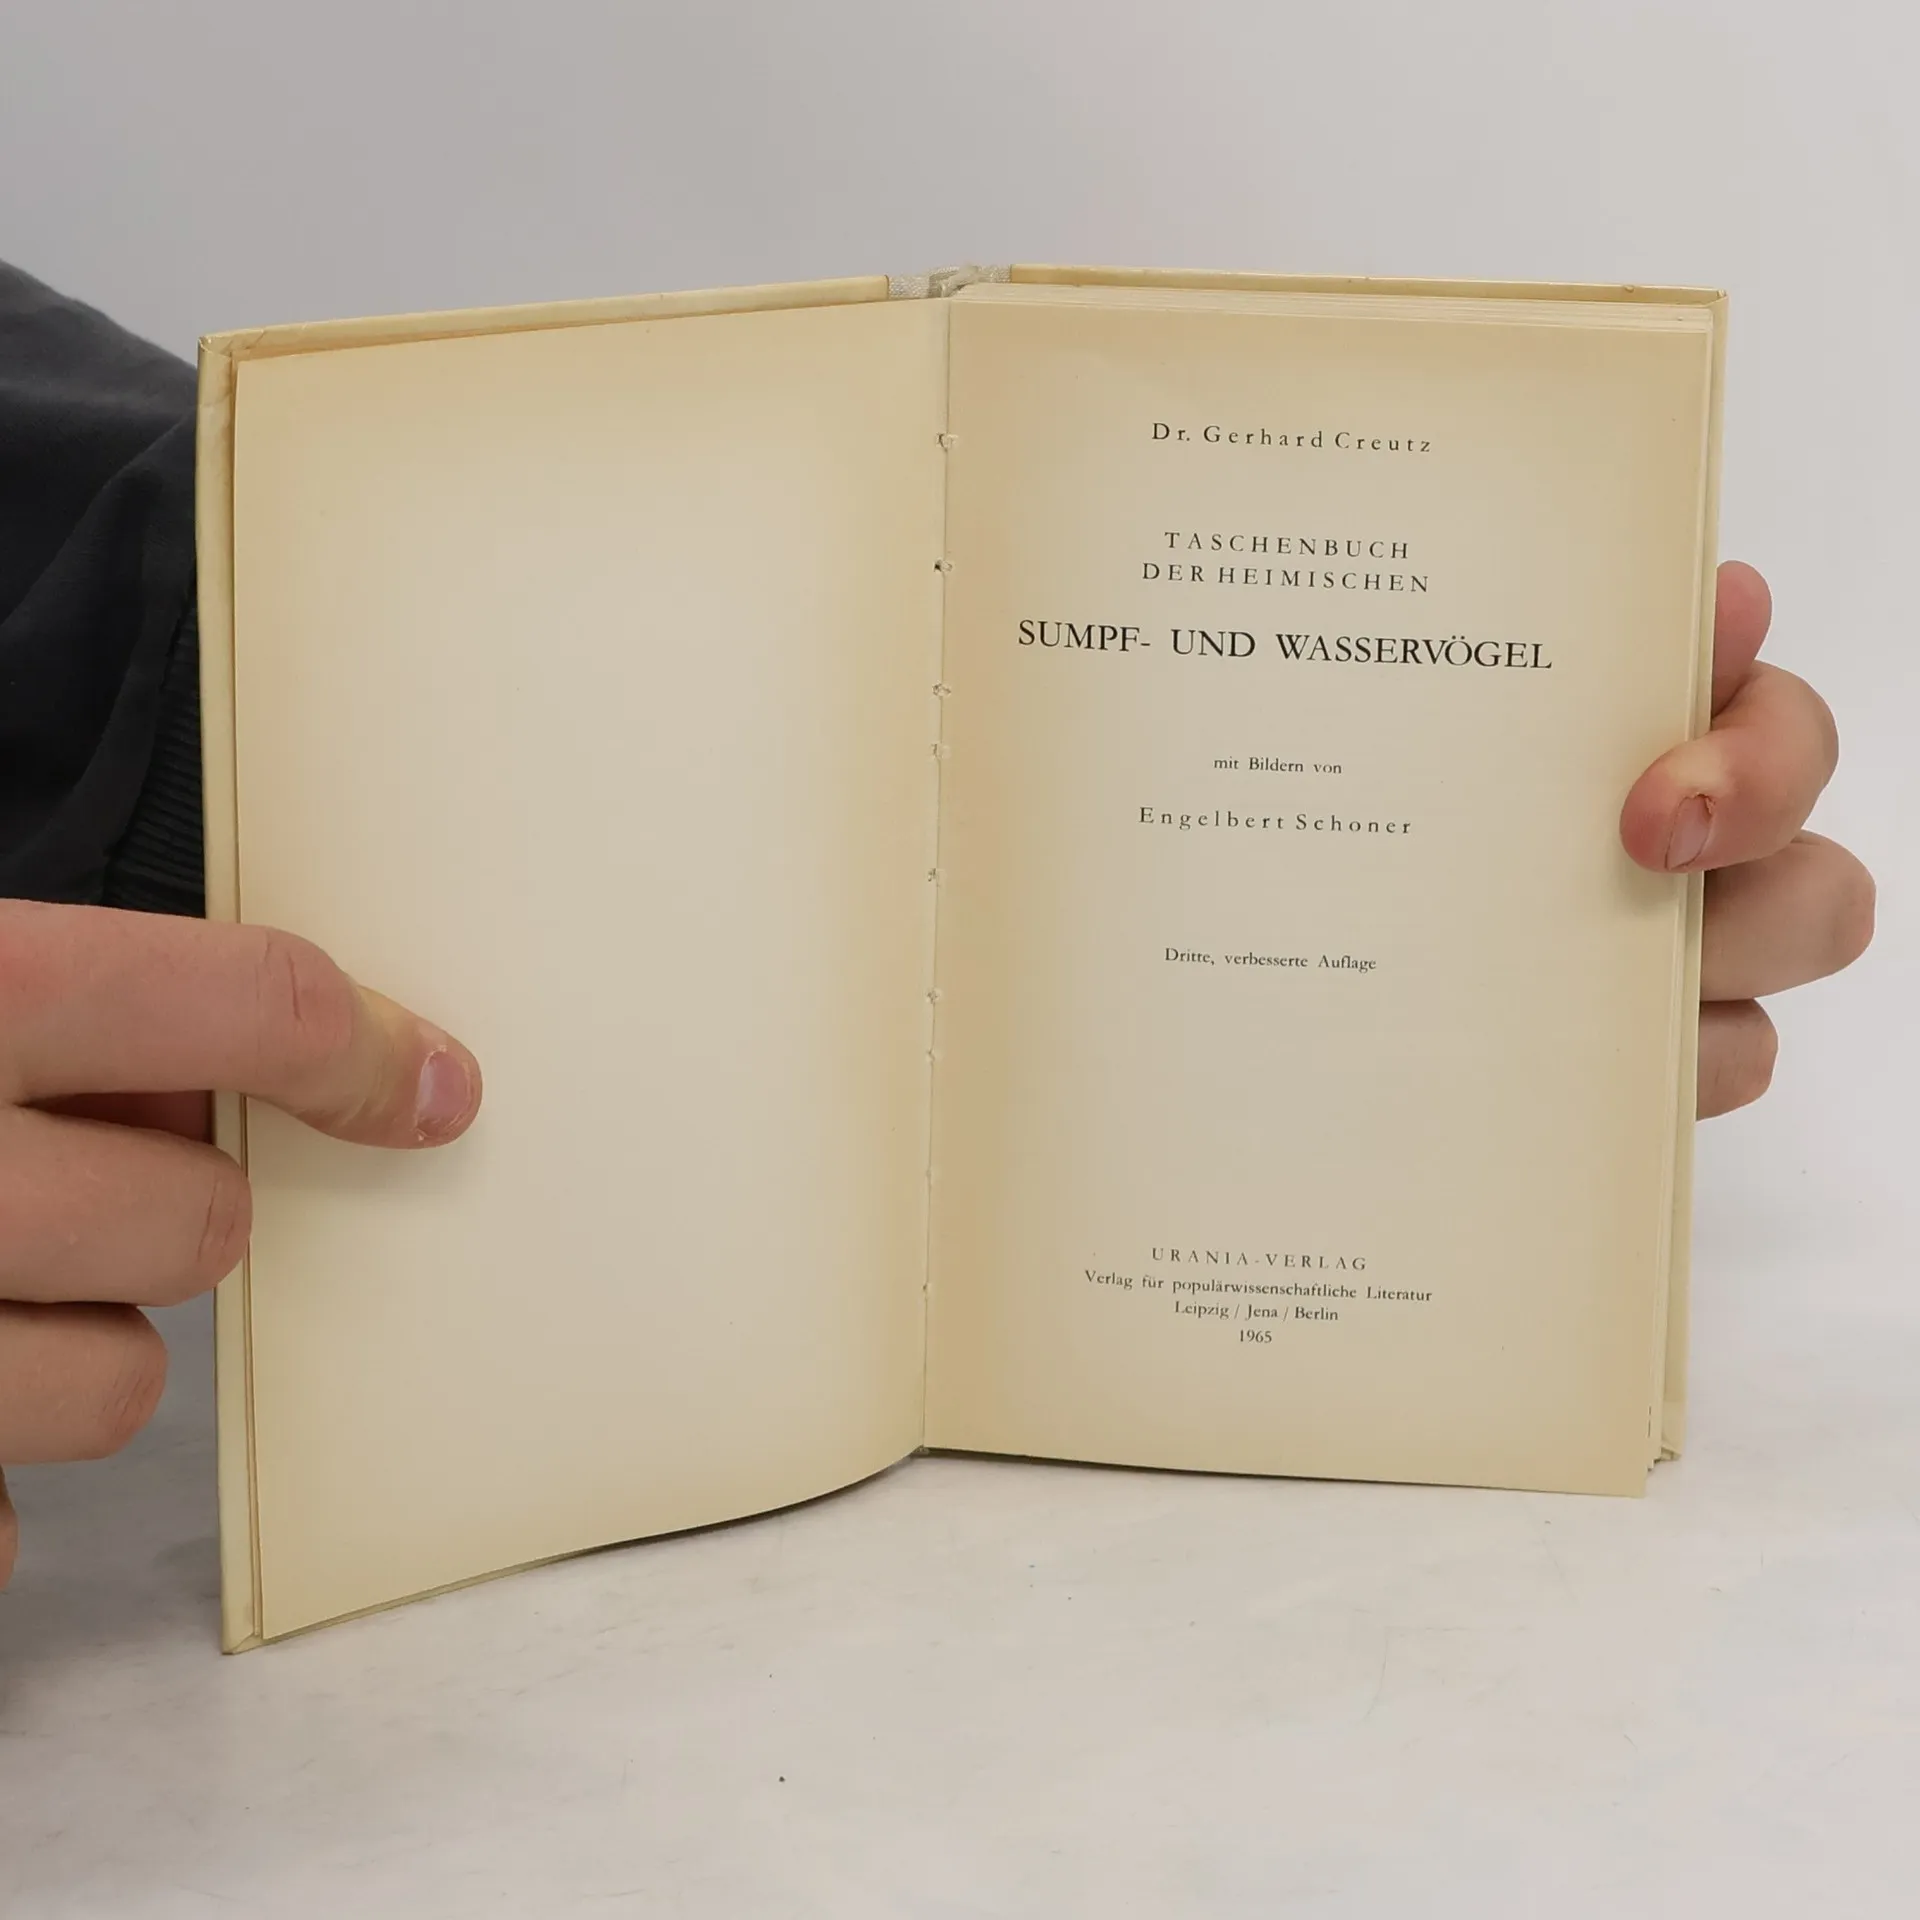 Dr. Gerhard Creutz
TASCHENBUCH
DER HEIMISCHEN
SUMPF- UND WASSERVÖGEL
mit Bildern von
Engelbert Schoner
Dritte, verbesserte Auflage
URANIA-VERLAG
Verlag für populärwissenschaftliche Literatur
Leipzig / Jena / Berlin
1965